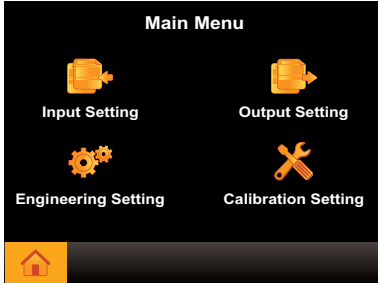 Main Menu
Input Setting
Output Setting
Engineering Setting
Calibration Setting